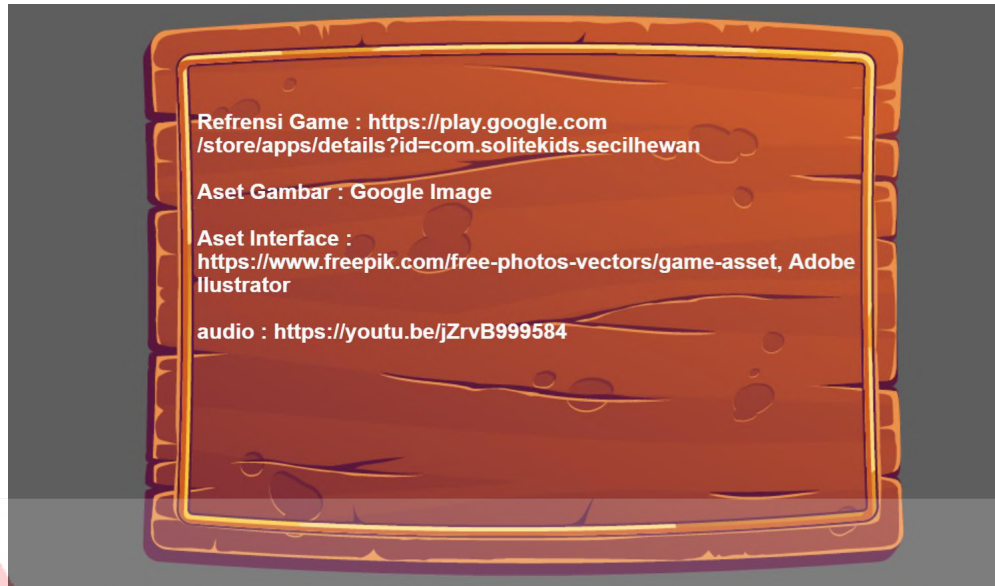 Refrensi Game : https://play.google.com
/store/apps/details?id=com.solitekids.secilhewan
Aset Gambar : Google Image
Aset Interface :
https://www.freepik.com/free-photos-vectors/game-asset, Adobe
Ilustrator
audio : https://youtu.be/jZrvB999584